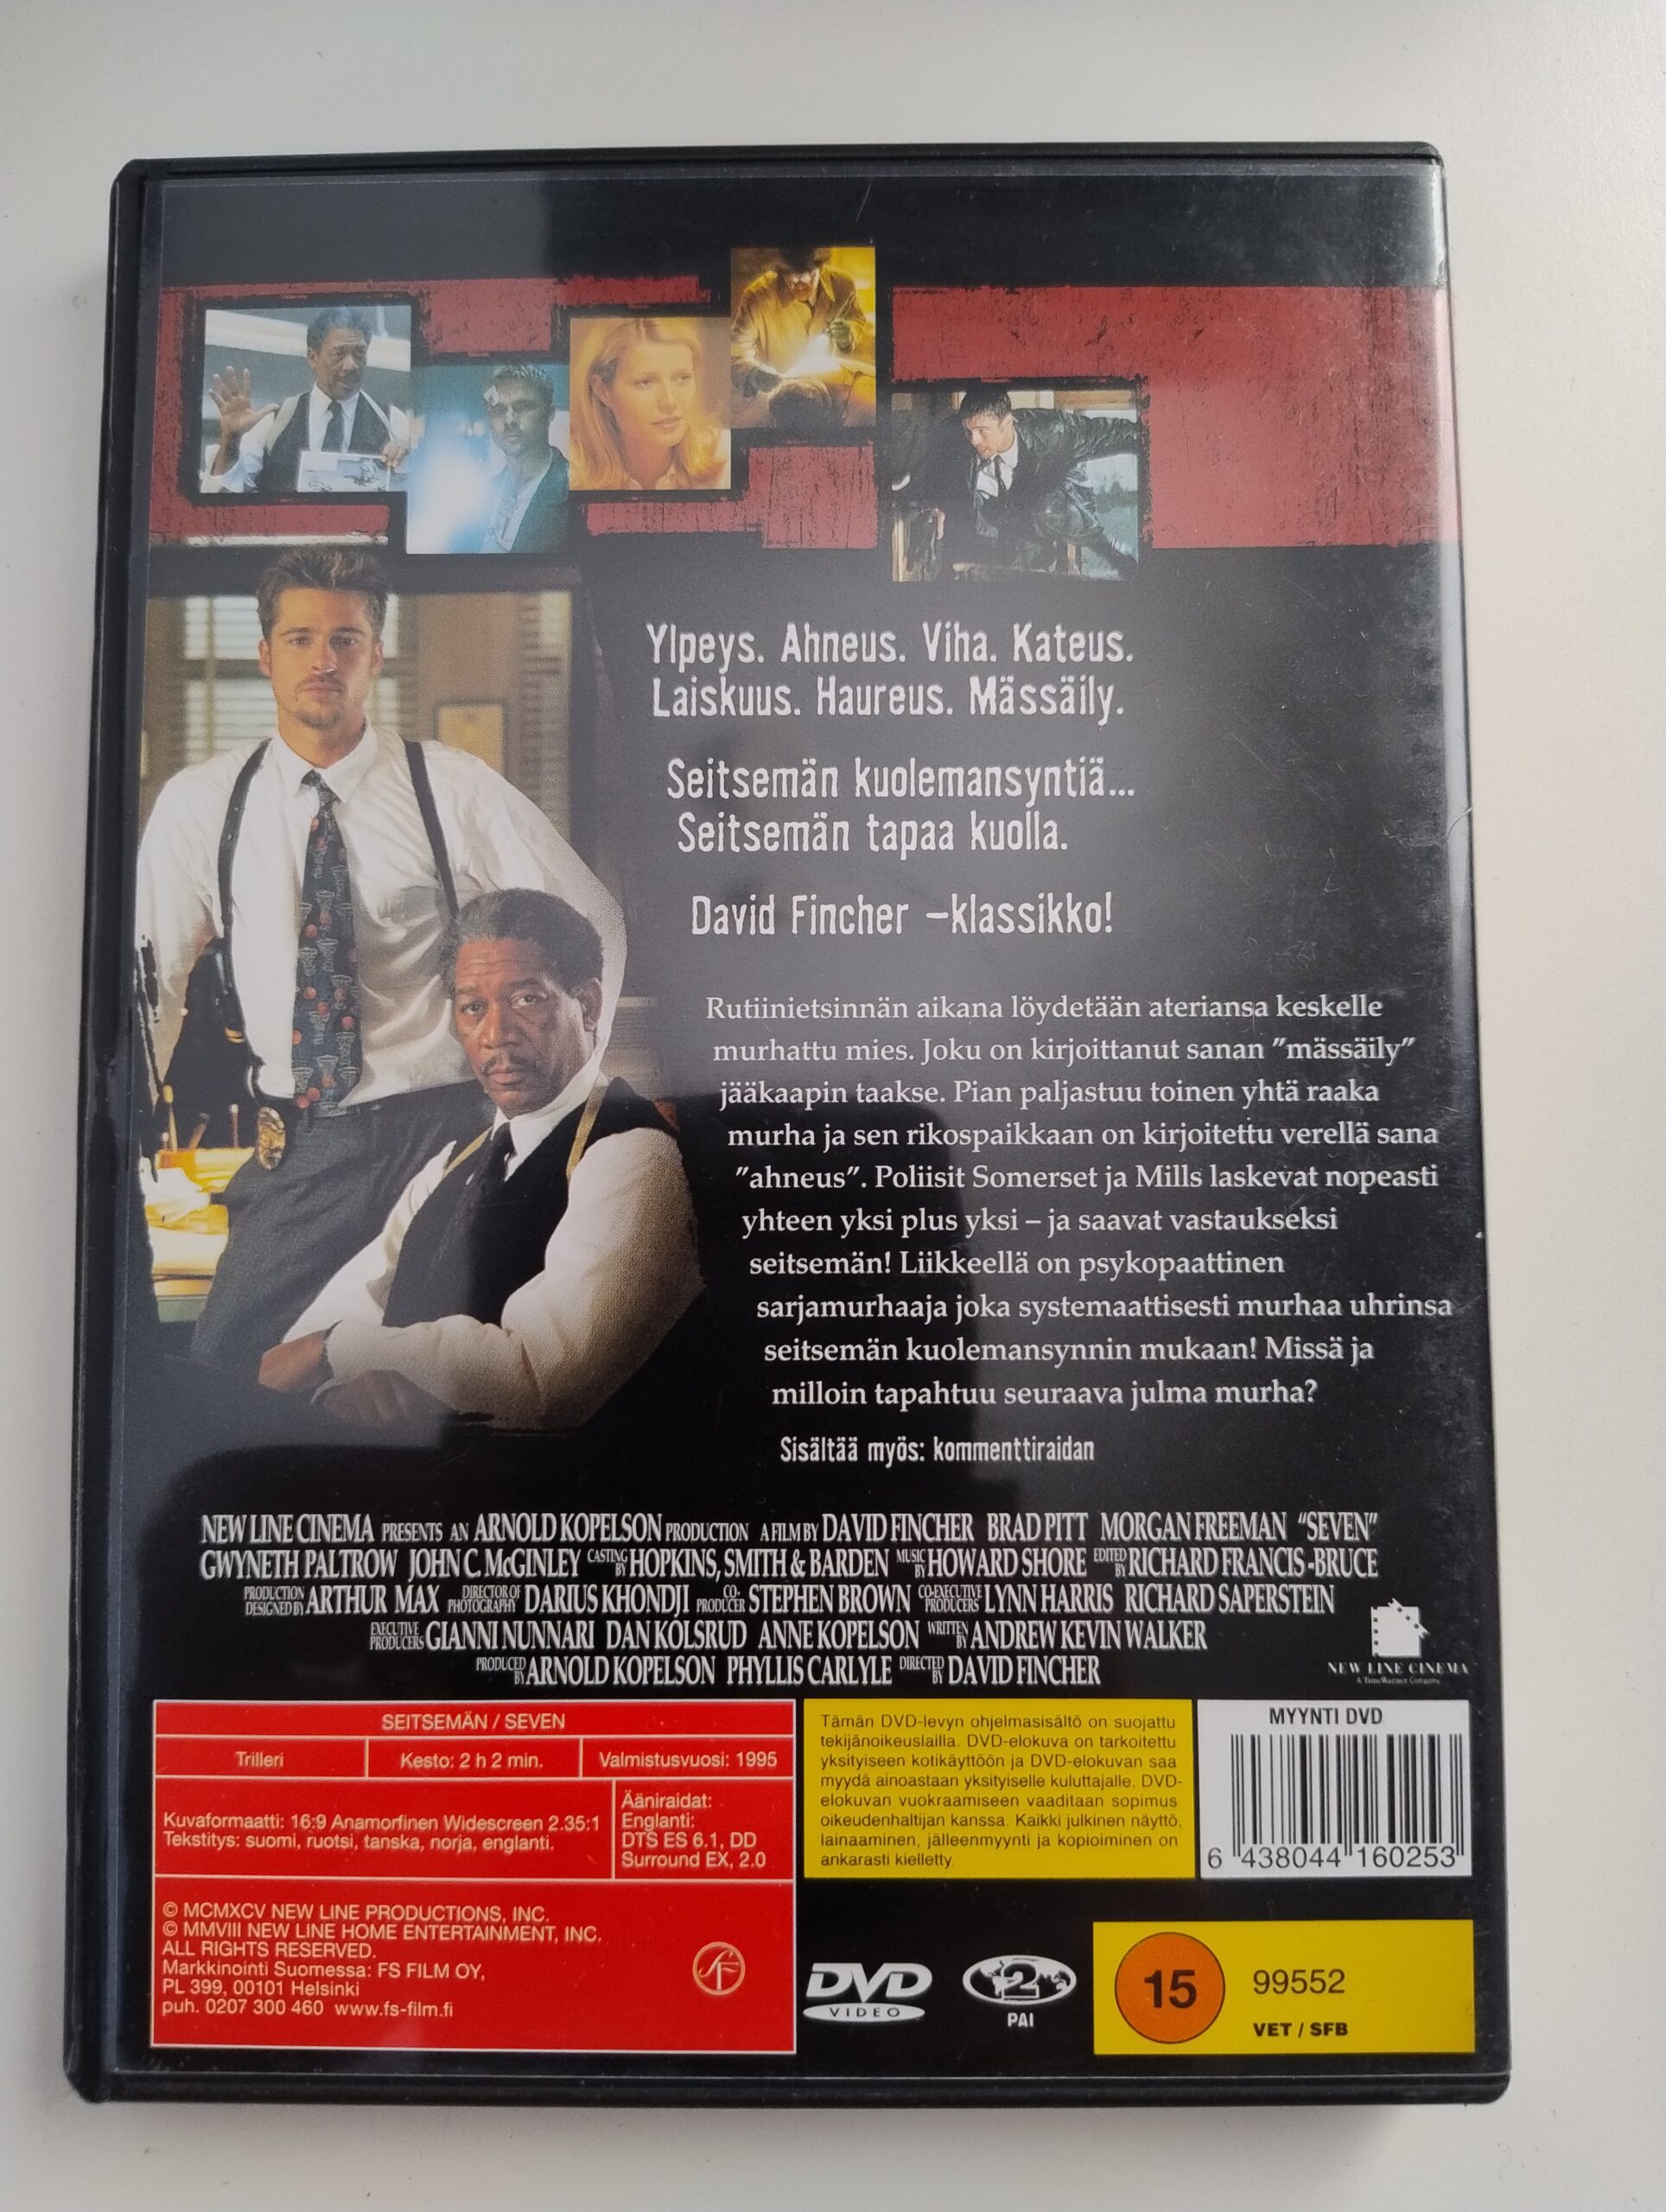 Ylpeys. Ahneus. Viha. Kateus.
Laiskuus. Haureus. Mässäily.
Seitsemän kuolemansyntiä...
Seitsemän tapaa kuolla.
David Fincher –klassikko!
Rutiinietsinnän aikana löydetään ateriansa keskelle
murhattu mies. Joku on kirjoittanut sanan ”mässäily”
jääkaapin taakse. Pian paljastuu toinen yhtä raaka
murha ja sen rikospaikkaan on kirjoitettu verellä sana
”ahneus”. Poliisit Somerset ja Mills laskevat nopeasti
yhteen yksi plus yksi – ja saavat vastaukseksi
seitsemän! Liikkeellä on psykopaattinen
sarjamurhaaja joka systemaattisesti murhaa uhrinsa
seitsemän kuolemansynnin mukaan! Missä ja
milloin tapahtuu seuraava julma murha?
Sisältää myös: kommenttiraidan
NEW LINE CINEMA PRESENTS AN ARNOLD KOPELSON PRODUCTION A FILM BY DAVID FINCHER BRAD PITT MORGAN FREEMAN “SEVEN”
GWYNETH PALTROW JOHN C. McGINLEY CASTING BY HOPKINS, SMITH & BARDEN MUSIC BY HOWARD SHORE EDITED BY RICHARD FRANCIS-BRUCE
PRODUCTION DESIGNED BY ARTHUR MAX DIRECTOR OF PHOTOGRAPHY DARIUS KHONDJI CO-PRODUCER STEPHEN BROWN CO-EXECUTIVE PRODUCERS LYNN HARRIS RICHARD SAPERSTEIN
EXECUTIVE PRODUCERS GIANNI NUNNARI DAN KOLSRUD ANNE KOPELSON WRITTEN BY ANDREW KEVIN WALKER
PRODUCED BY ARNOLD KOPELSON PHYLLIS CARLYLE DIRECTED BY DAVID FINCHER
NEW LINE CINEMA
A Time Warner Company
SEITSEMÄN / SEVEN
Trilleri
Kesto: 2 h 2 min.
Valmistusvuosi: 1995
Kuvaformaatti: 16:9 Anamorfinen Widescreen 2.35:1
Tekstitys: suomi, ruotsi, tanska, norja, englanti.
Ääniraidat:
Englanti:
DTS ES 6.1, DD
Surround EX, 2.0
© MCMXCV NEW LINE PRODUCTIONS, INC.
© MMVIII NEW LINE HOME ENTERTAINMENT, INC.
ALL RIGHTS RESERVED.
Markkinointi Suomessa: FS FILM OY,
PL 399, 00101 Helsinki
puh. 0207 300 460 www.fs-film.fi
SF
Tämän DVD-levyn ohjelmasisältö on suojattu
tekijänoikeuslailla. DVD-elokuva on tarkoitettu
yksityiseen kotikäyttöön ja DVD-elokuvan saa
myydä ainoastaan yksityiselle kuluttajalle. DVD-
elokuvan vuokraamiseen vaaditaan sopimus
oikeudenhaltijan kanssa. Kaikki julkinen näyttö,
lainaaminen, jälleenmyynti ja kopioiminen on
ankarasti kielletty.
MYYNTI DVD
6 438044 160253
DVD
VIDEO
2
PAL
15
99552
VET / SFB